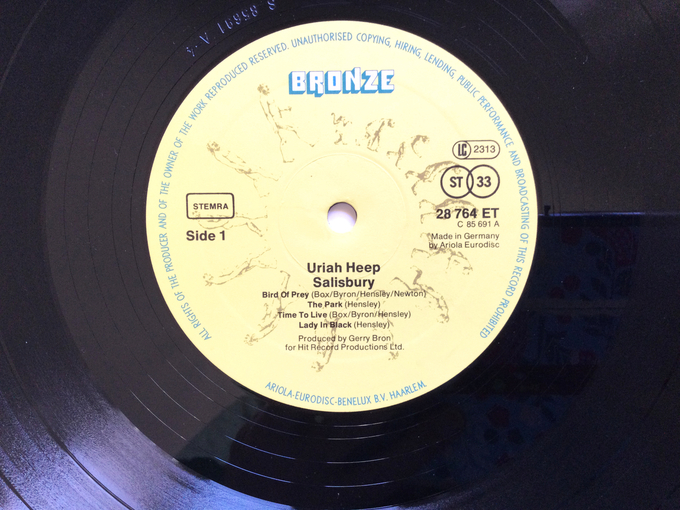 S 85691 A-3
ALL RIGHTS OF THE PRODUCER AND OF THE OWNER OF THE WORK REPRODUCED RESERVED. UNAUTHORISED COPYING, HIRING, LENDING, PUBLIC PERFORMANCE AND BROADCASTING OF THIS RECORD PROHIBITED
BRONZE
LC 2313
ST 33
STEMRA
28 764 ET
C 85 691 A
Side 1
Made in Germany
by Ariola Eurodisc
Uriah Heep
Salisbury
Bird Of Prey (Box/Byron/Hensley/Newton)
The Park (Hensley)
Time To Live (Box/Byron/Hensley)
Lady In Black (Hensley)
Produced by Gerry Bron
for Hit Record Productions Ltd.
ARIOLA-EURODISC-BENELUX B.V. HAARLEM.